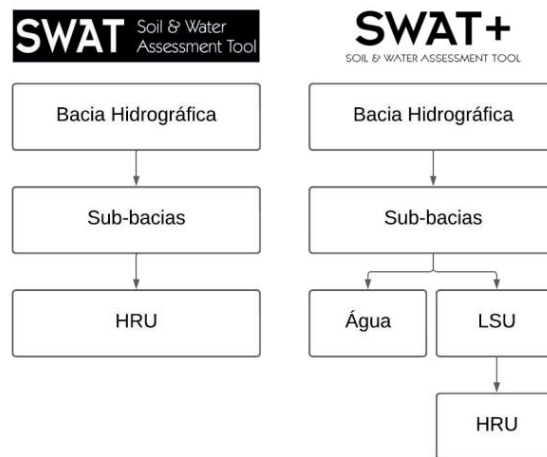 SWAT Soil & Water
Assessment Tool
Bacia Hidrográfica
Sub-bacias
HRU
SWAT+
SOIL & WATER ASSESSMENT TOOL
Bacia Hidrográfica
Sub-bacias
Água
LSU
HRU